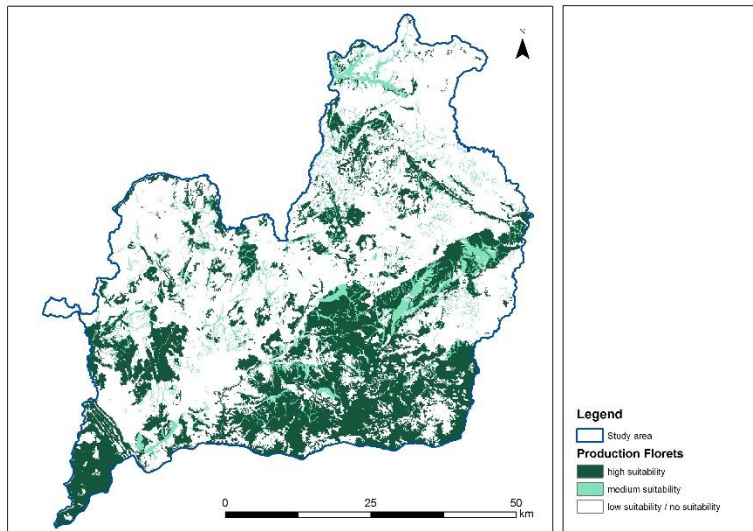 N
Legend
Study area
Production Florets
high suitability
medium suitability
low suitability / no suitability
0 25 50
km